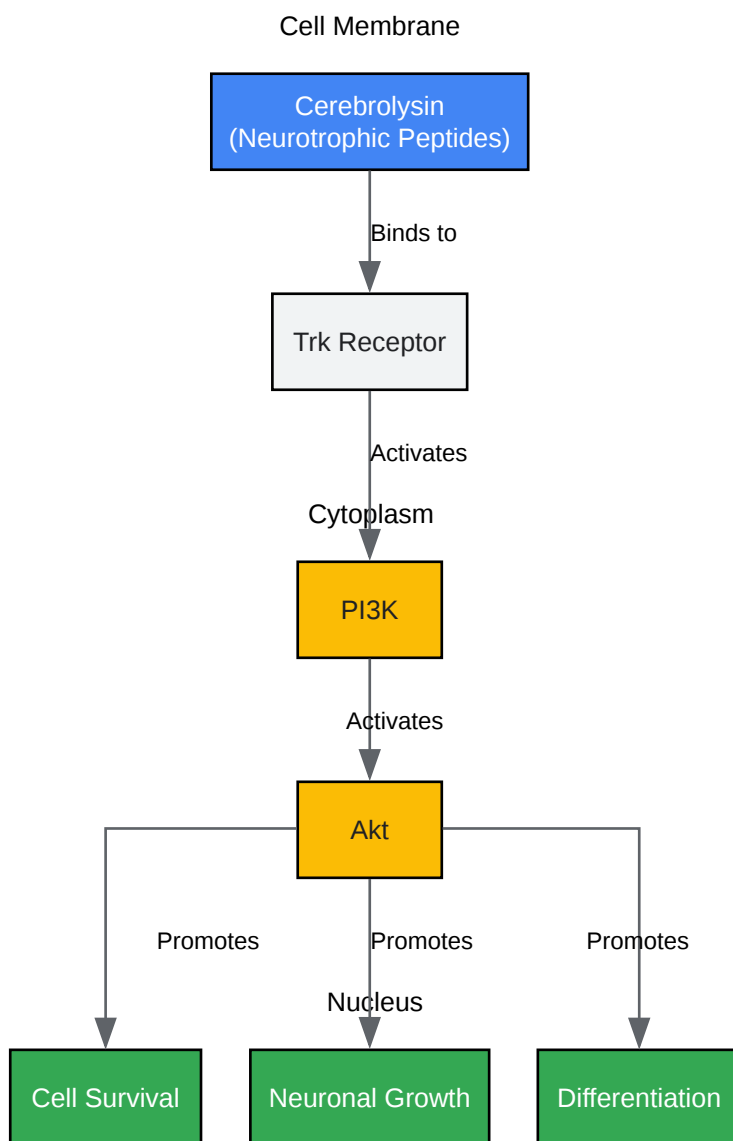 Cell Membrane
Cerebrolysin
(Neurotrophic Peptides)
Binds to
Trk Receptor
Activates
Cytoplasm
PI3K
Activates
Akt
Promotes
Promotes
Promotes
Nucleus
Cell Survival
Neuronal Growth
Differentiation